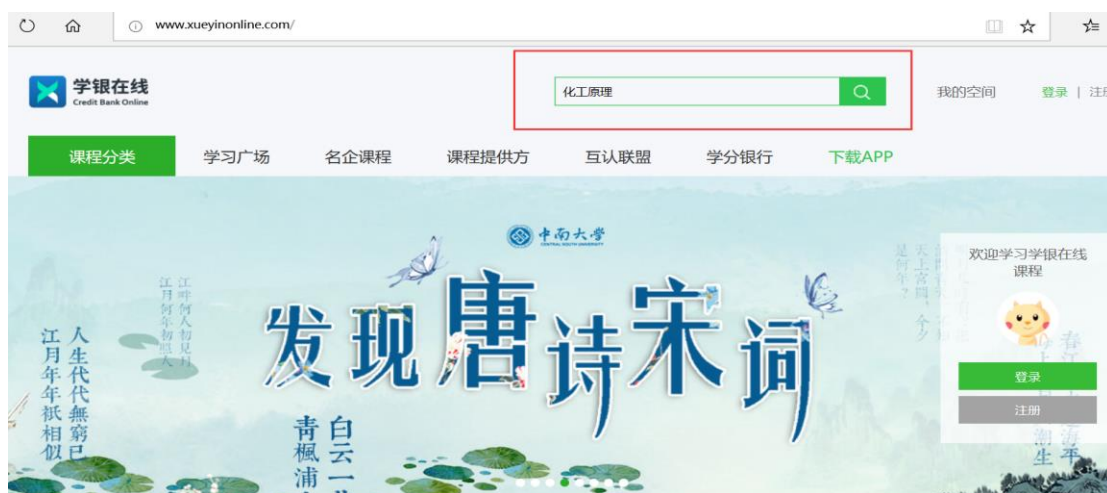 www.xueyinonline.com/
学银在线
Credit Bank Online
化工原理
我的空间
登录 | 注册
课程分类
学习广场
名企课程
课程提供方
互认联盟
学分银行
下载APP
中南大学
CENTRAL SOUTH UNIVERSITY
发现唐诗宋词
欢迎学习学银在线
课程
登录
注册
人生代代無窮已
江月年年祇相似
江畔何人初見月
江月何年初照人
白云一
青楓浦